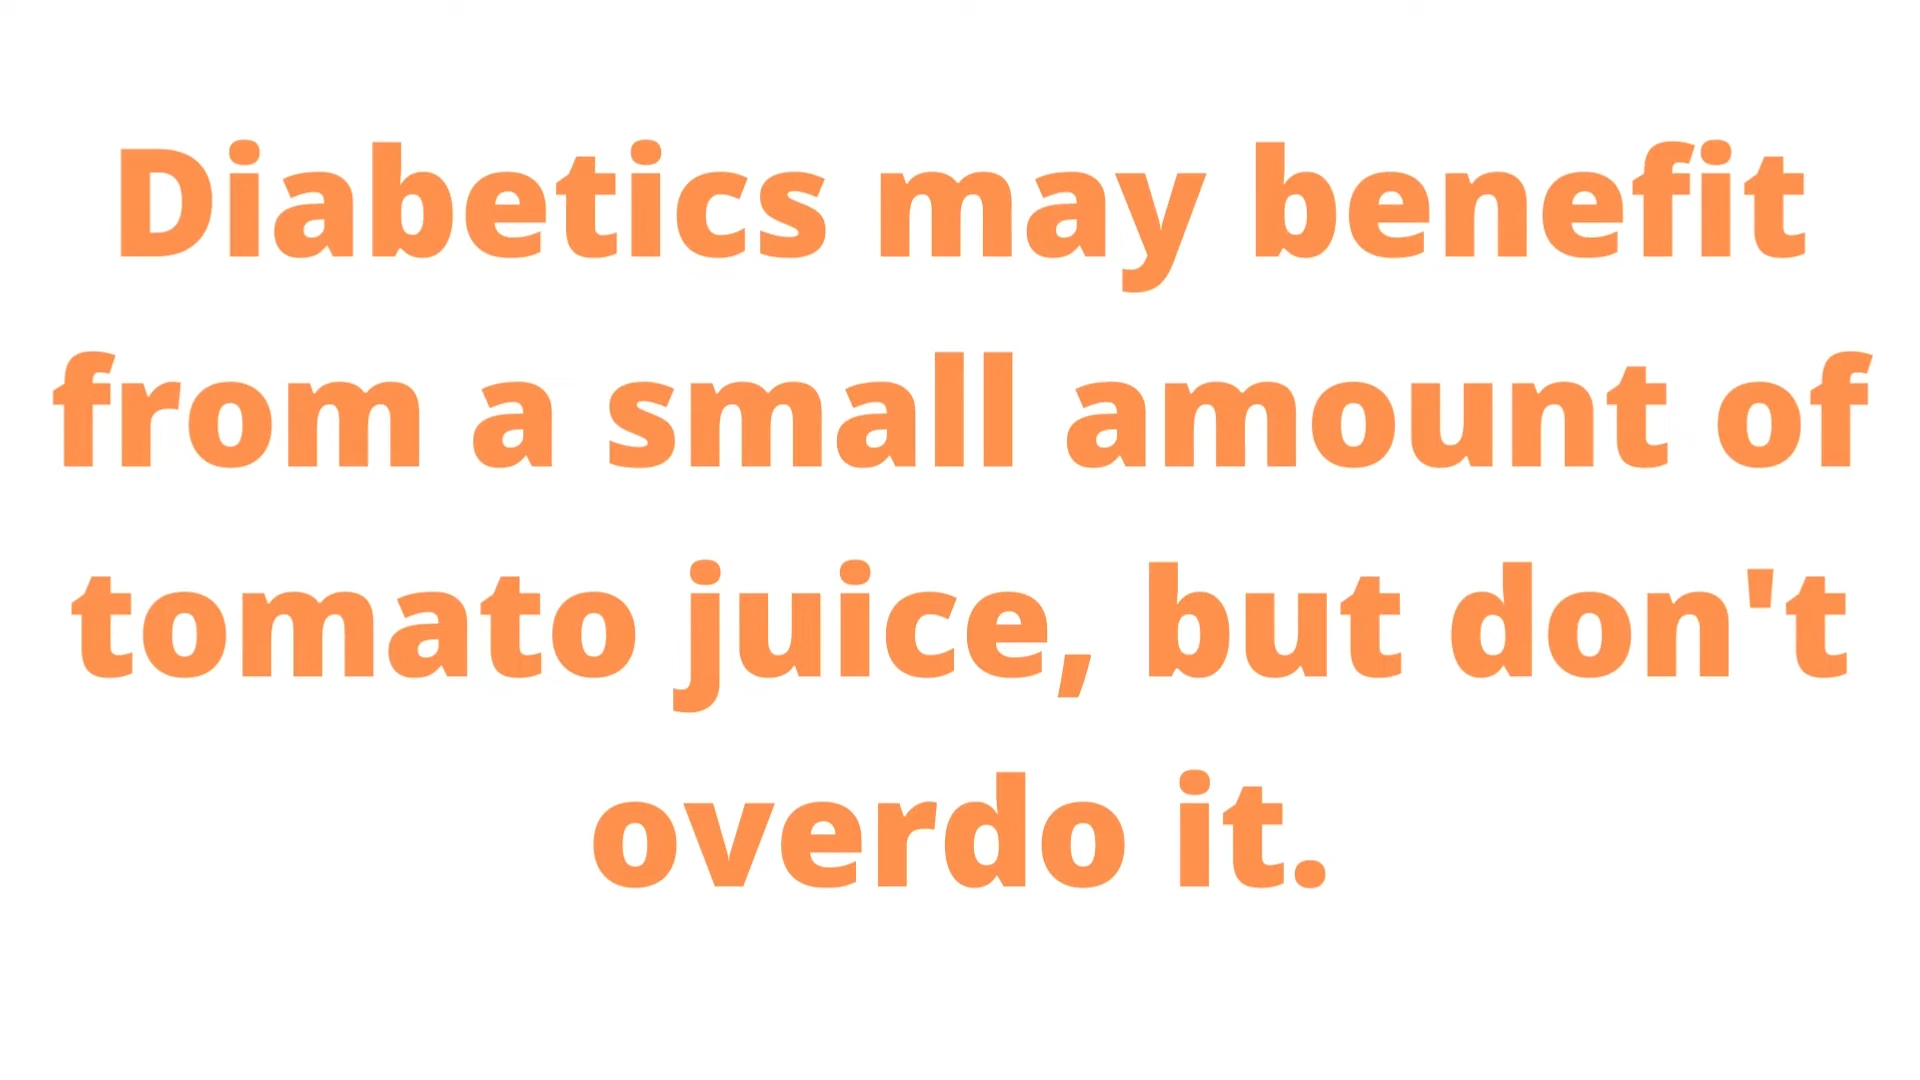 Diabetics may benefit
from a small amount of
tomato juice, but don't
overdo it.